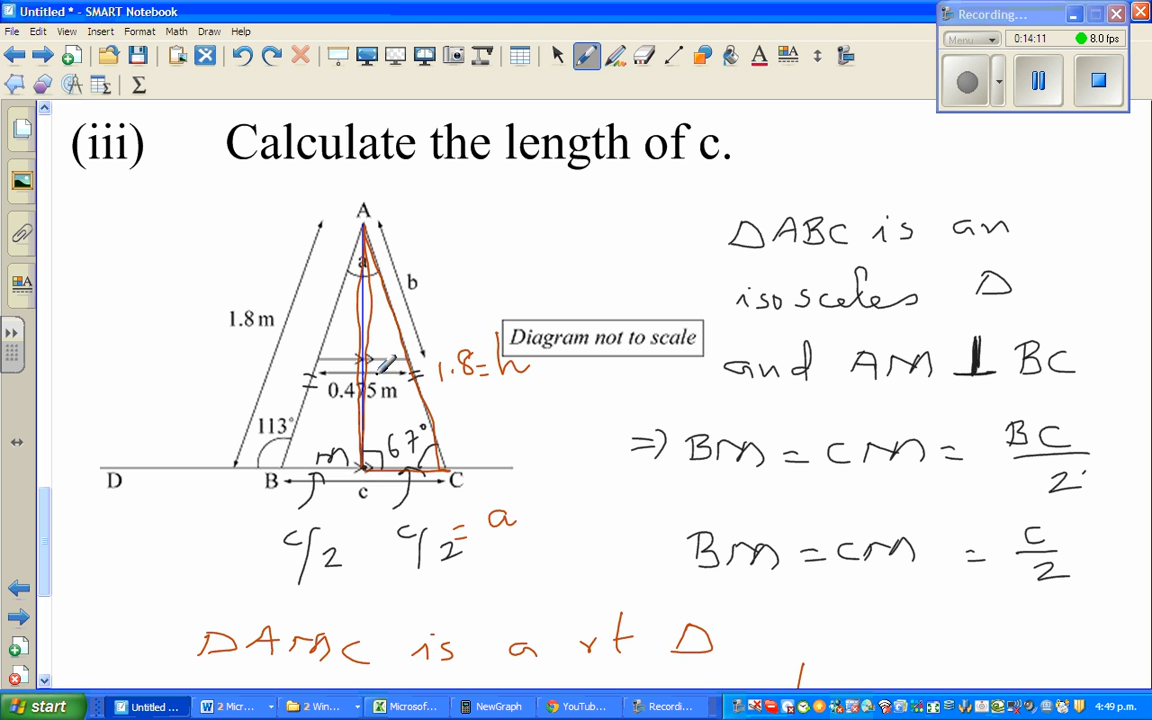 Untitled * - SMART Notebook
Recording...
File Edit View Insert Format Math Draw Help
Menu 0:14:11 8.0 fps
(iii) Calculate the length of c.
A
a
b
1.8 m
Diagram not to scale
1.8 = h
0.475 m
113°
67°
m
D B C
c
c/2 c/2 = a
ΔABC is an
isosceles Δ
and AM ⊥ BC
=> BM = CM = BC/2
BM = CM = c/2
ΔAMC is a rt Δ
start Untitled ... 2 Micr... 2 Win... Microsof... NewGraph YouTub... Recordi... 4:49 p.m.